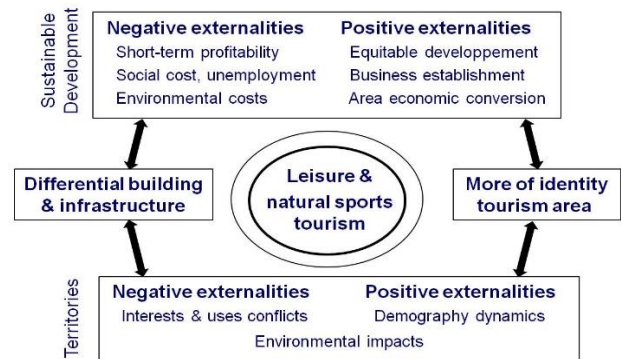 Sustainable
Development
Negative externalities
Short-term profitability
Social cost, unemployment
Environmental costs
Positive externalities
Equitable developpement
Business establishment
Area economic conversion
Differential building
& infrastructure
Leisure &
natural sports
tourism
More of identity
tourism area
Territories
Negative externalities
Positive externalities
Interests & uses conflicts
Demography dynamics
Environmental impacts